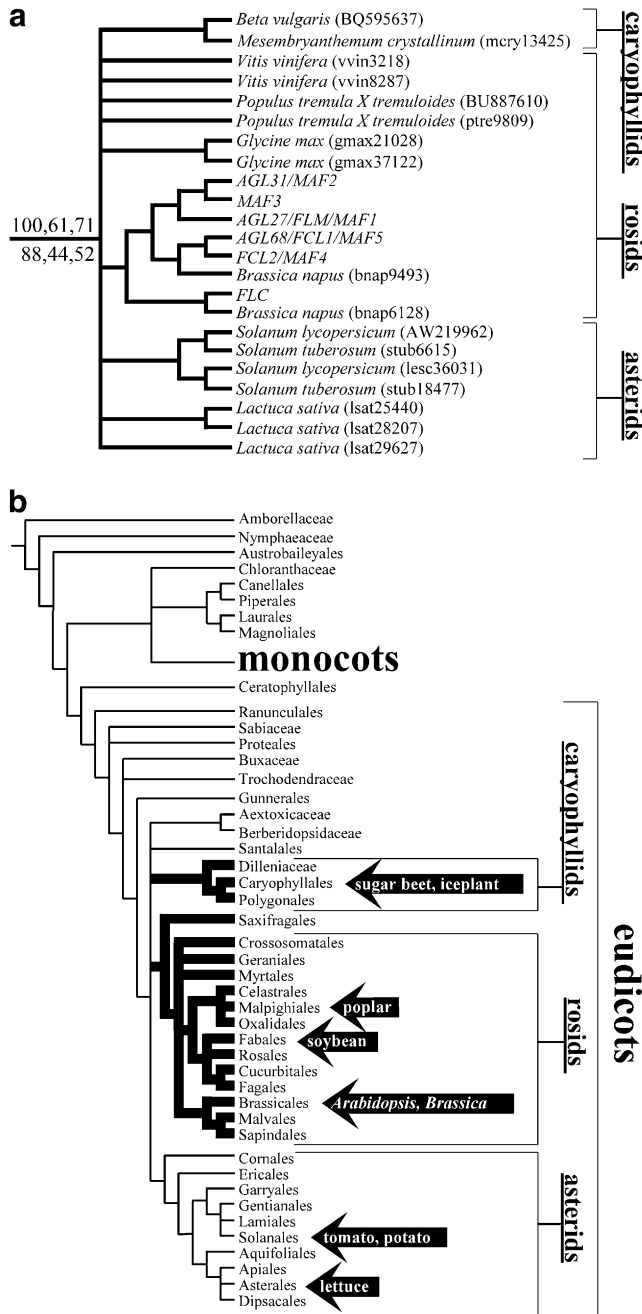 a
Beta vulgaris (BQ595637)
Mesembryanthemum crystallinum (mcry13425)
Vitis vinifera (vvin3218)
Vitis vinifera (vvin8287)
Populus tremula X tremuloides (BU887610)
Populus tremula X tremuloides (ptre9809)
Glycine max (gmax21028)
Glycine max (gmax37122)
AGL31/MAF2
MAF3
AGL27/FLM/MAF1
AGL68/FCL1/MAF5
FCL2/MAF4
Brassica napus (bnap9493)
FLC
Brassica napus (bnap6128)
Solanum lycopersicum (AW219962)
Solanum tuberosum (stub6615)
Solanum lycopersicum (lesc36031)
Solanum tuberosum (stub18477)
Lactuca sativa (lsat25440)
Lactuca sativa (lsat28207)
Lactuca sativa (lsat29627)
100,61,71
88,44,52
caryophyllids
rosids
asterids
b
Amborellaceae
Nymphaeaceae
Austrobaileyales
Chloranthaceae
Canellales
Piperales
Laurales
Magnoliales
monocots
Ceratophyllales
Ranunculales
Sabiaceae
Proteales
Buxaceae
Trochodendraceae
Gunnerales
Aextoxicaceae
Berberidopsidaceae
Santalales
Dilleniaceae
Caryophyllales sugar beet, iceplant
Polygonales
Saxifragales
Crossosomatales
Geraniales
Myrtales
Celastrales
Malpighiales poplar
Oxalidales
Fabales soybean
Rosales
Cucurbitales
Fagales
Brassicales Arabidopsis, Brassica
Malvales
Sapindales
Cornales
Ericales
Garryales
Gentianales
Lamiales
Solanales tomato, potato
Aquifoliales
Apiales
Asterales lettuce
Dipsacales
caryophyllids
rosids
asterids
eudicots